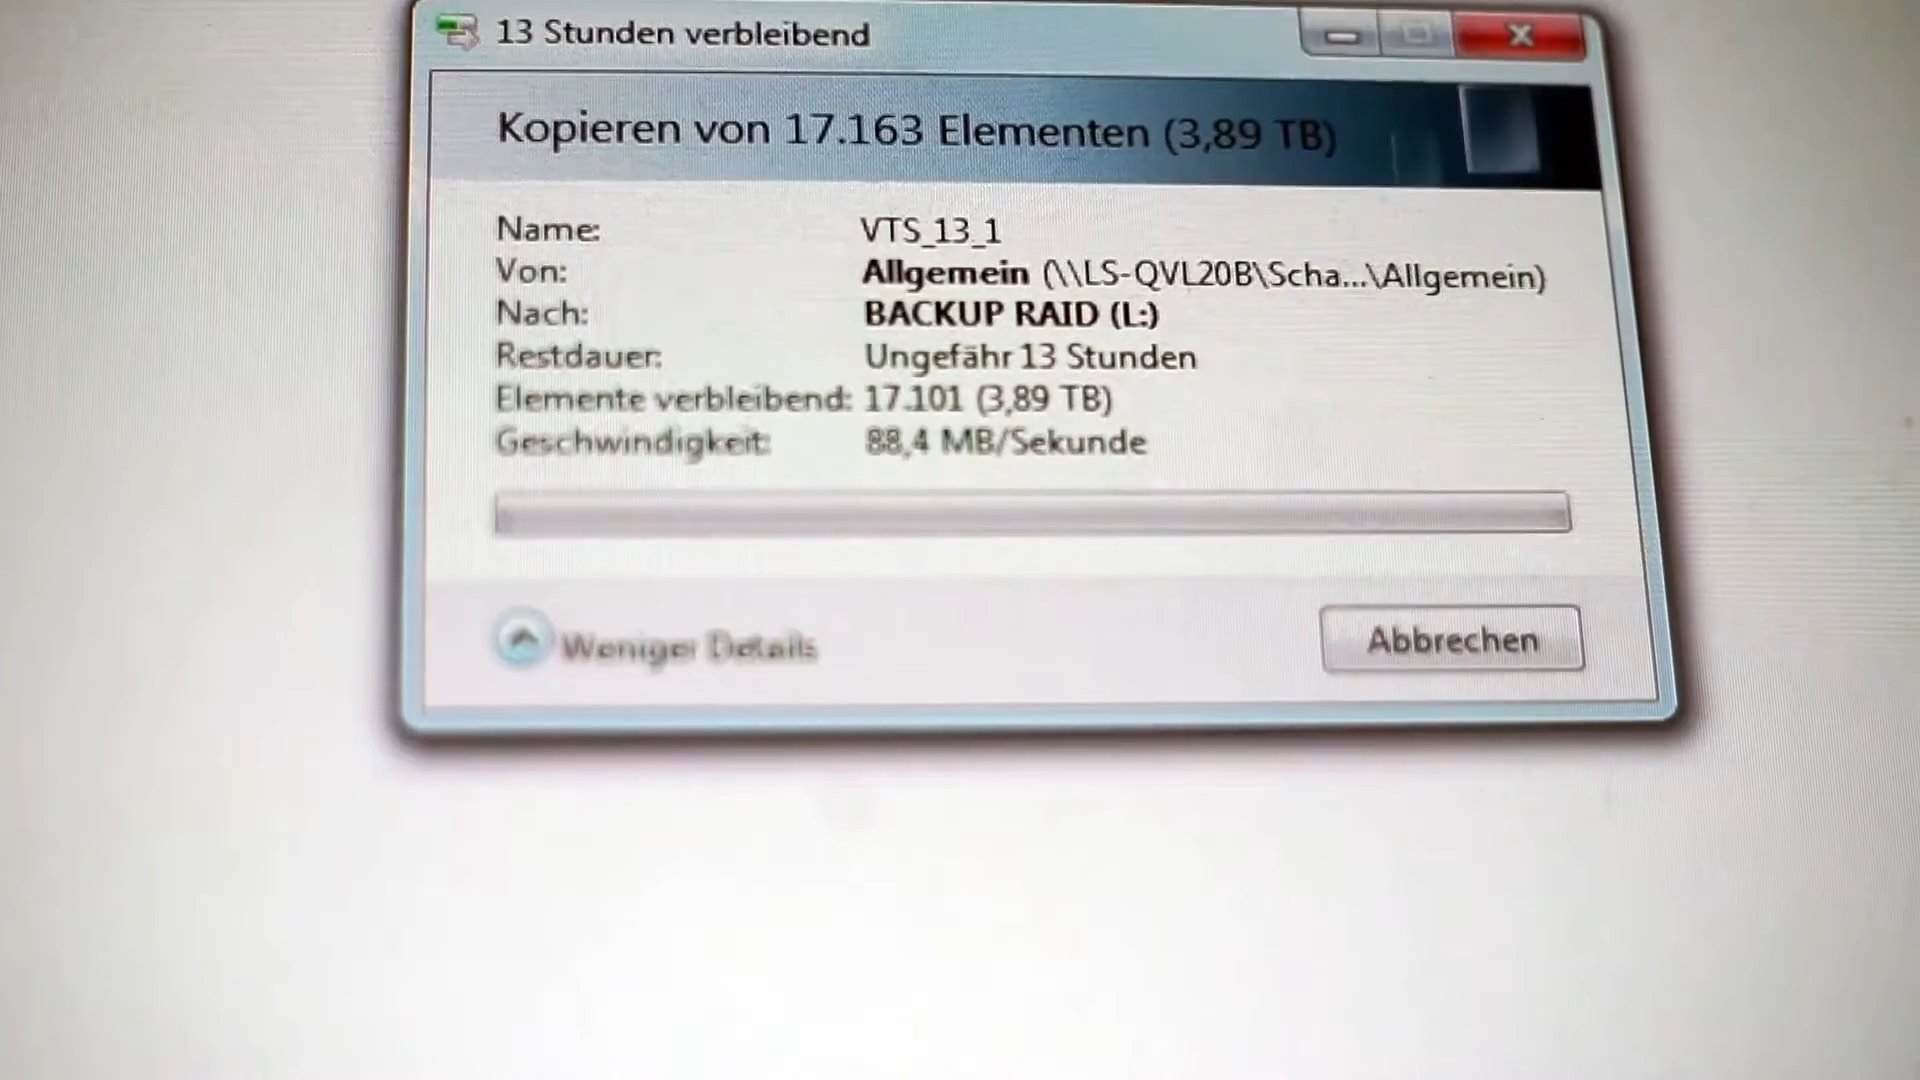 13 Stunden verbleibend
Kopieren von 17.163 Elementen (3,89 TB)
Name: VTS_13_1
Von: Allgemein (\\LS-QVL20B\Scha...\Allgemein)
Nach: BACKUP RAID (L:)
Restdauer: Ungefähr 13 Stunden
Elemente verbleibend: 17.101 (3,89 TB)
Geschwindigkeit: 88,4 MB/Sekunde
Weniger Details
Abbrechen